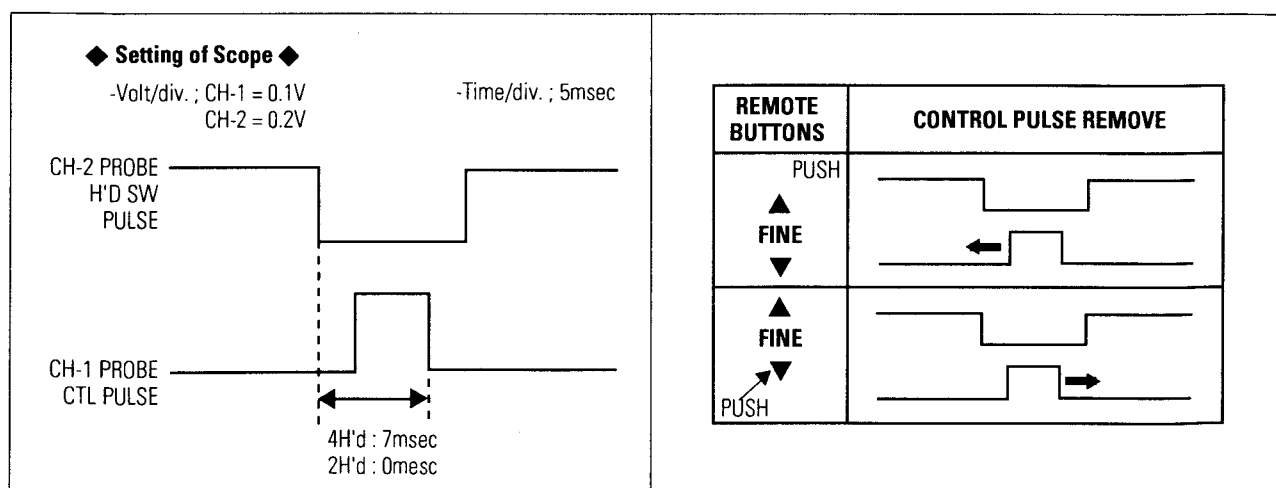 ◆ Setting of Scope ◆
-Volt/div. ; CH-1 = 0.1V
CH-2 = 0.2V
-Time/div. ; 5msec
CH-2 PROBE
H'D SW
PULSE
CH-1 PROBE
CTL PULSE
4H'd : 7msec
2H'd : 0mesc
REMOTE
BUTTONS
CONTROL PULSE REMOVE
PUSH
▲
FINE
▼
▲
FINE
▼
PUSH